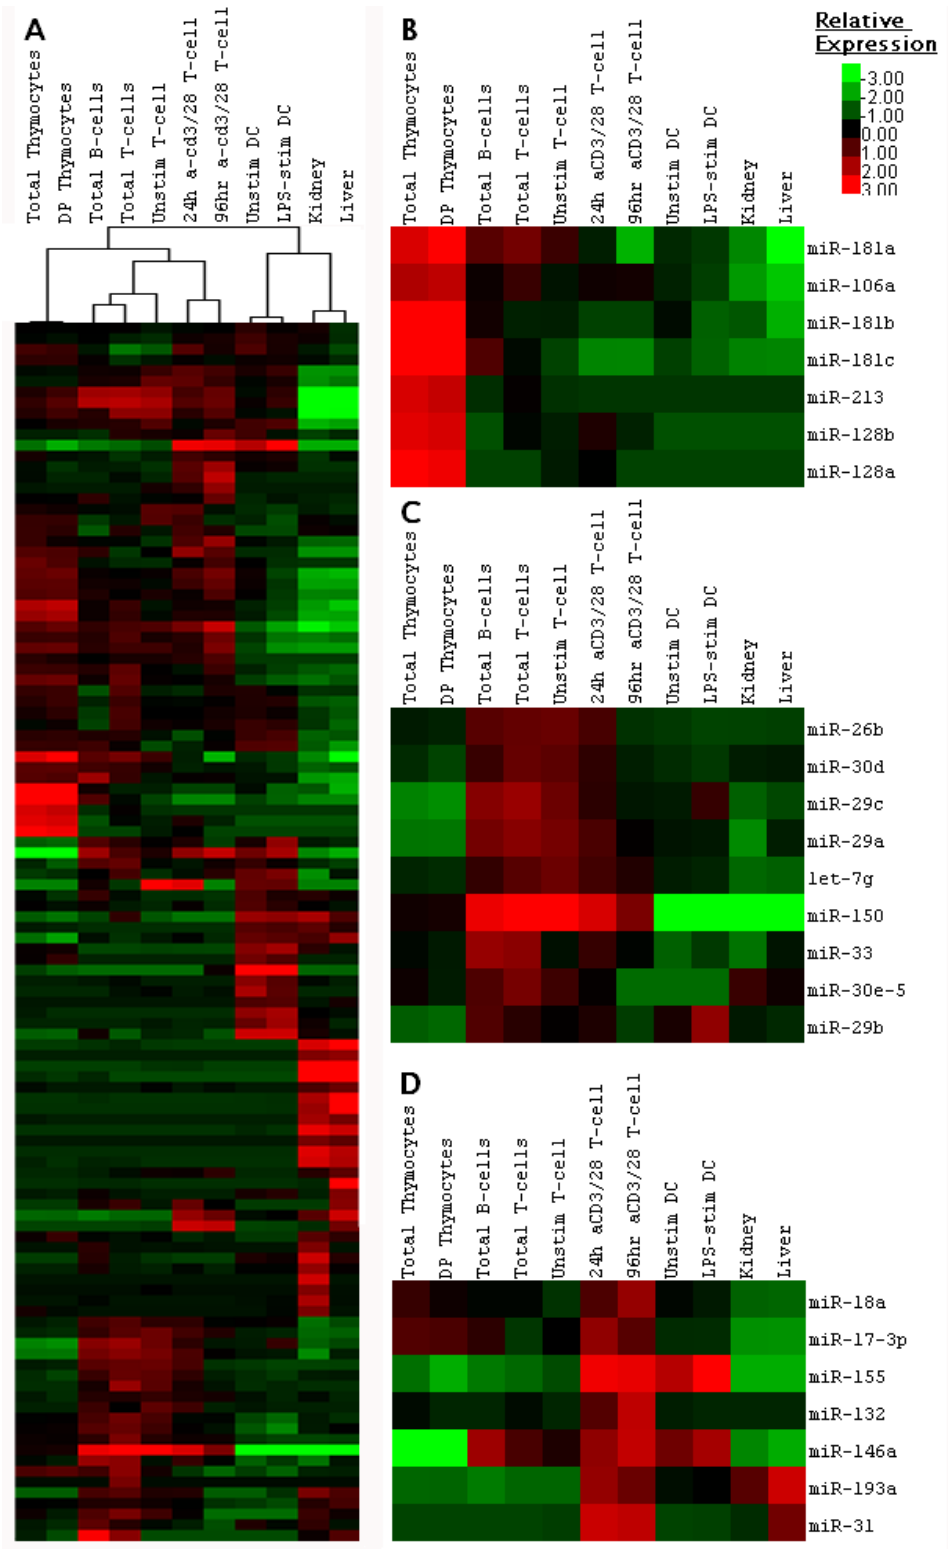 A
Total Thymocytes
DP Thymocytes
Total B-cells
Total T-cells
Unstim T-cell
24h a-cd3/28 T-cell
96hr a-cd3/28 T-cell
Unstim DC
LPS-stim DC
Kidney
Liver
B
Total Thymocytes
DP Thymocytes
Total B-cells
Total T-cells
Unstim T-cell
24h aCD3/28 T-cell
96hr aCD3/28 T-cell
Unstim DC
LPS-stim DC
Kidney
Liver
Relative
Expression
-3.00
-2.00
-1.00
0.00
1.00
2.00
3.00
miR-181a
miR-106a
miR-181b
miR-181c
miR-213
miR-128b
miR-128a
C
Total Thymocytes
DP Thymocytes
Total B-cells
Total T-cells
Unstim T-cell
24h aCD3/28 T-cell
96hr aCD3/28 T-cell
Unstim DC
LPS-stim DC
Kidney
Liver
miR-26b
miR-30d
miR-29c
miR-29a
let-7g
miR-150
miR-33
miR-30e-5
miR-29b
D
Total Thymocytes
DP Thymocytes
Total B-cells
Total T-cells
Unstim T-cell
24h aCD3/28 T-cell
96hr aCD3/28 T-cell
Unstim DC
LPS-stim DC
Kidney
Liver
miR-18a
miR-17-3p
miR-155
miR-132
miR-146a
miR-193a
miR-31